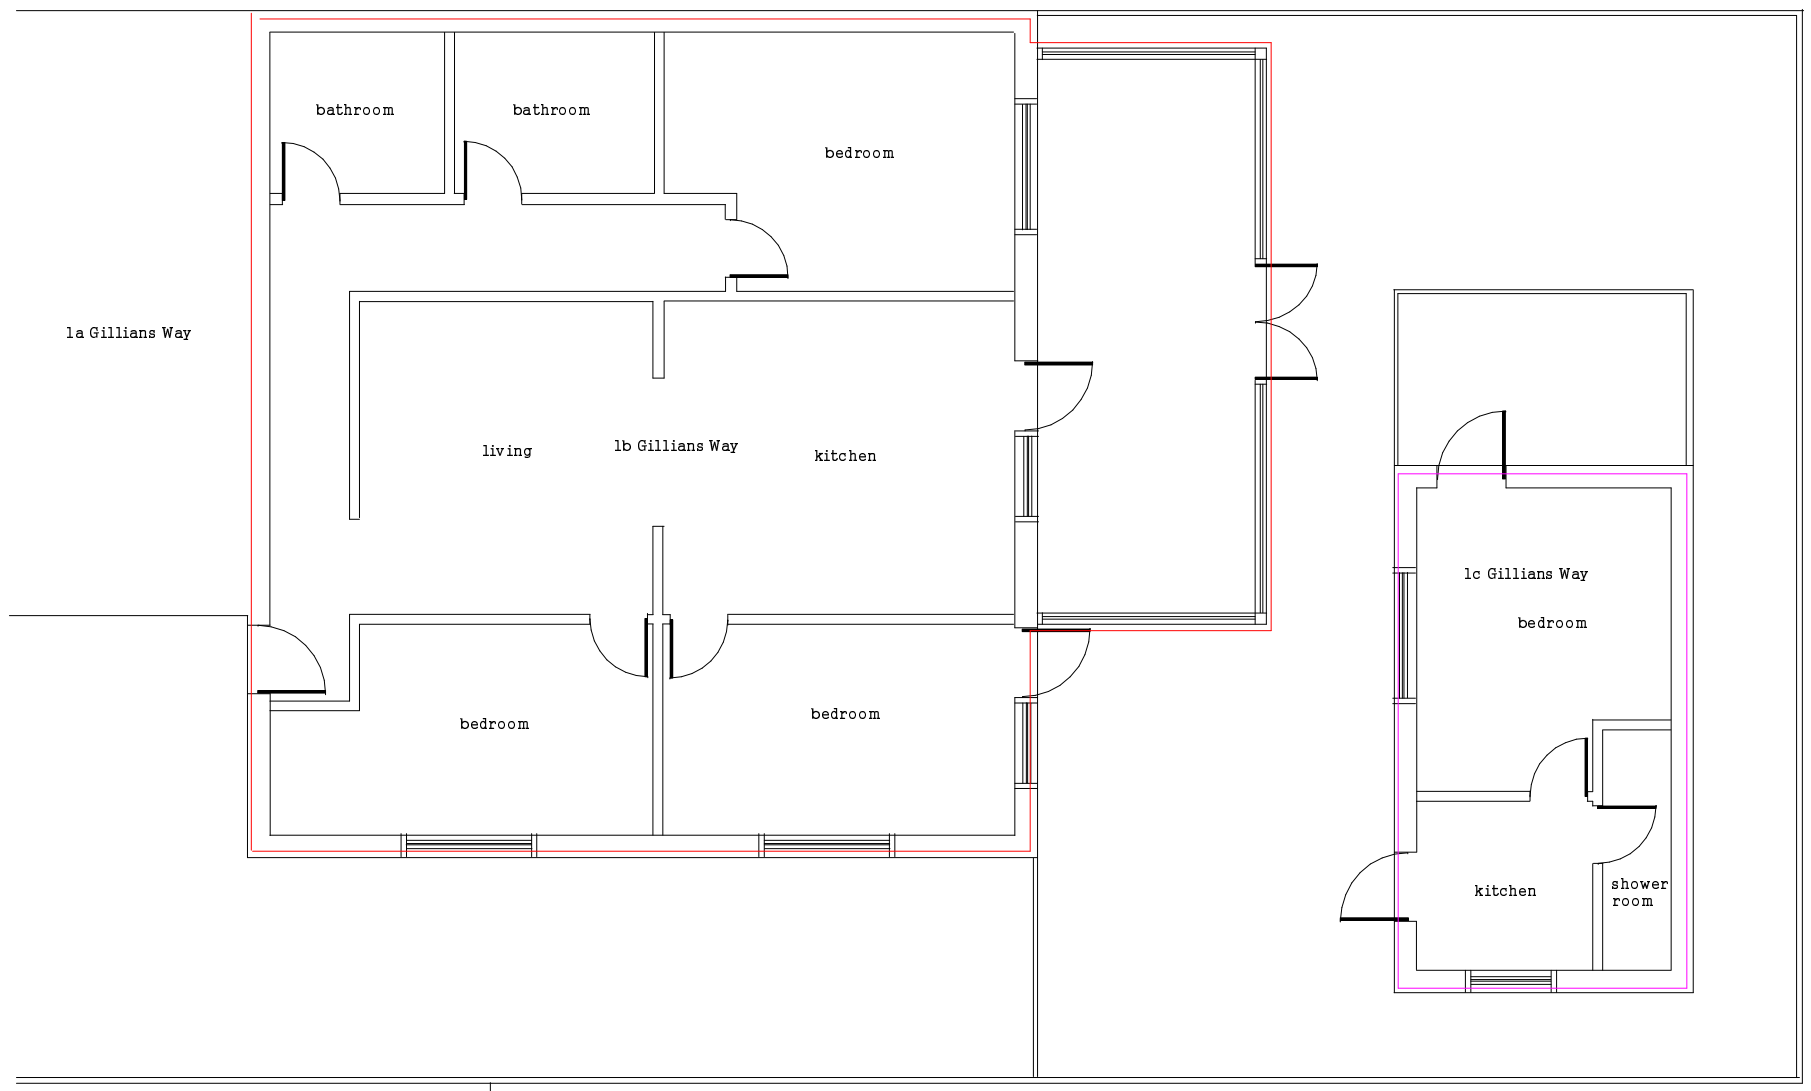 bathroom
bathroom
bedroom
1a Gillians Way
living
1b Gillians Way
kitchen
1c Gillians Way
bedroom
bedroom
bedroom
kitchen
shower
room